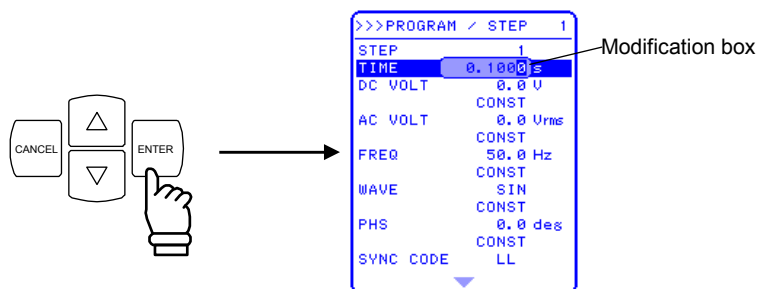 >>>PROGRAM / STEP 1
STEP 1
TIME 0.1000 s
DC VOLT 0.0 V
CONST
AC VOLT 0.0 Vrms
CONST
FREQ 50.0 Hz
CONST
WAVE SIN
CONST
PHS 0.0 deg
CONST
SYNC CODE LL
Modification box
CANCEL
ENTER